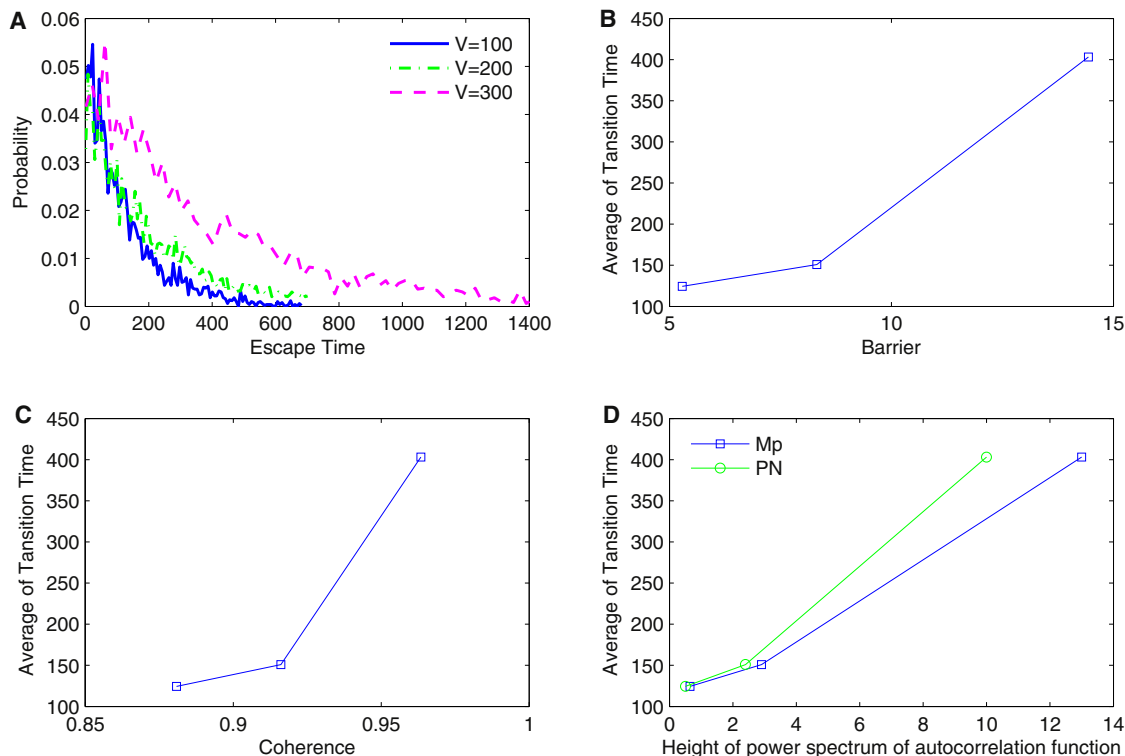 A
0.06
0.05
0.04
0.03
0.02
0.01
0
Probability
0 200 400 600 800 1000 1200 1400
Escape Time
V=100
V=200
V=300
B
450
400
350
300
250
200
150
100
Average of Tansition Time
5 10 15
Barrier
C
450
400
350
300
250
200
150
100
Average of Tansition Time
0.85 0.9 0.95 1
Coherence
D
450
400
350
300
250
200
150
100
Average of Tansition Time
0 2 4 6 8 10 12 14
Height of power spectrum of autocorrelation function
Mp
PN